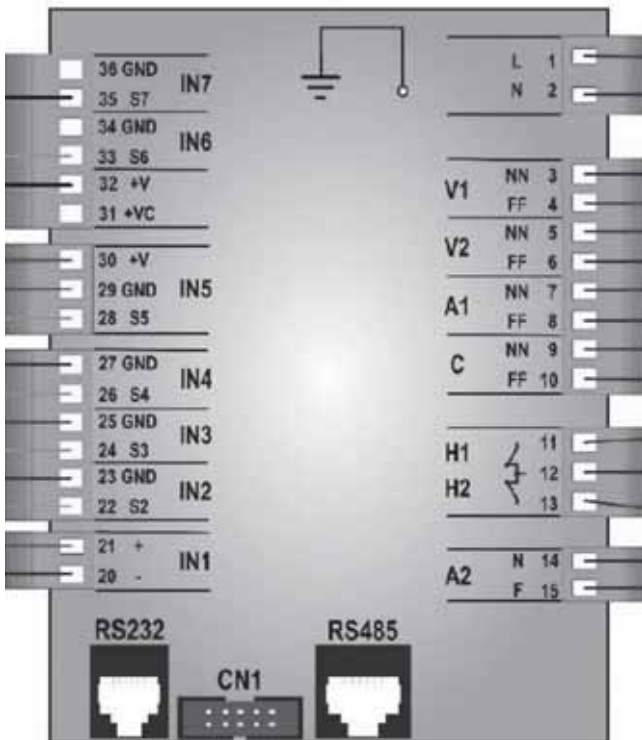 36 GND
IN7
35 S7
34 GND
IN6
33 S6
32 +V
31 +VC
30 +V
29 GND IN5
28 S5
27 GND
IN4
26 S4
25 GND
IN3
24 S3
23 GND
IN2
22 S2
21 +
IN1
20 -
L 1
N 2
NN 3
V1
FF 4
NN 5
V2
FF 6
NN 7
A1
FF 8
NN 9
C
FF 10
H1 11
12
H2
13
N 14
A2
F 15
RS232
CN1
RS485